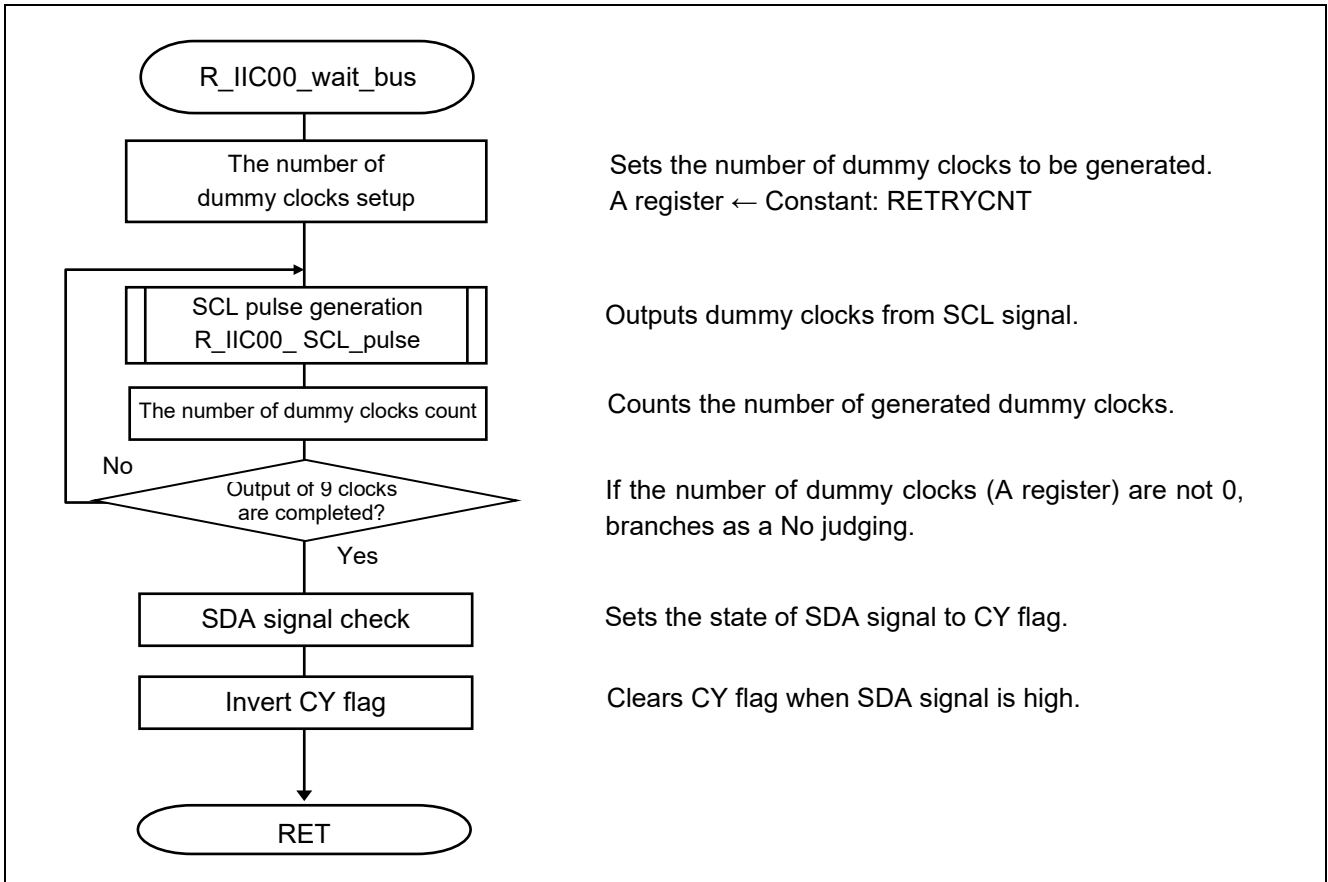 R_IIC00_wait_bus
The number of
dummy clocks setup
Sets the number of dummy clocks to be generated.
A register ← Constant: RETRYCNT
SCL pulse generation
R_IIC00_ SCL_pulse
Outputs dummy clocks from SCL signal.
The number of dummy clocks count
Counts the number of generated dummy clocks.
No
Output of 9 clocks
are completed?
If the number of dummy clocks (A register) are not 0,
branches as a No judging.
Yes
SDA signal check
Sets the state of SDA signal to CY flag.
Invert CY flag
Clears CY flag when SDA signal is high.
RET